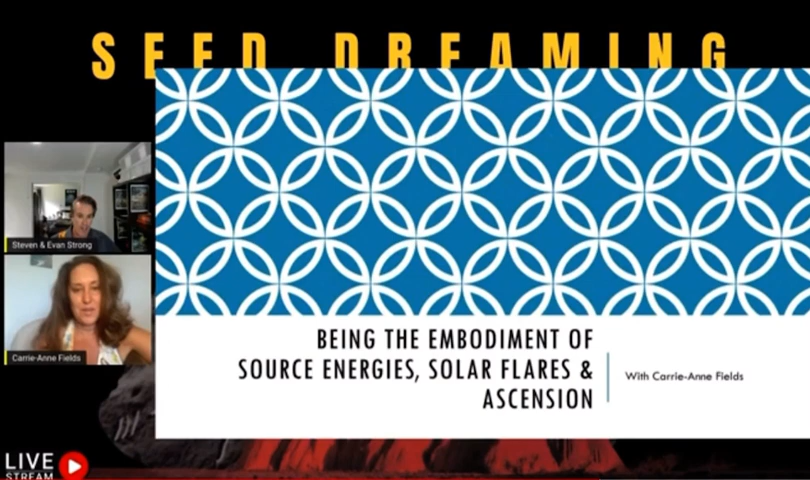 SEED DREAMING
Steven & Evan Strong
BEING THE EMBODIMENT OF
SOURCE ENERGIES, SOLAR FLARES &
ASCENSION
With Carrie-Anne Fields
Carrie-Anne Fields
LIVE
STREAM